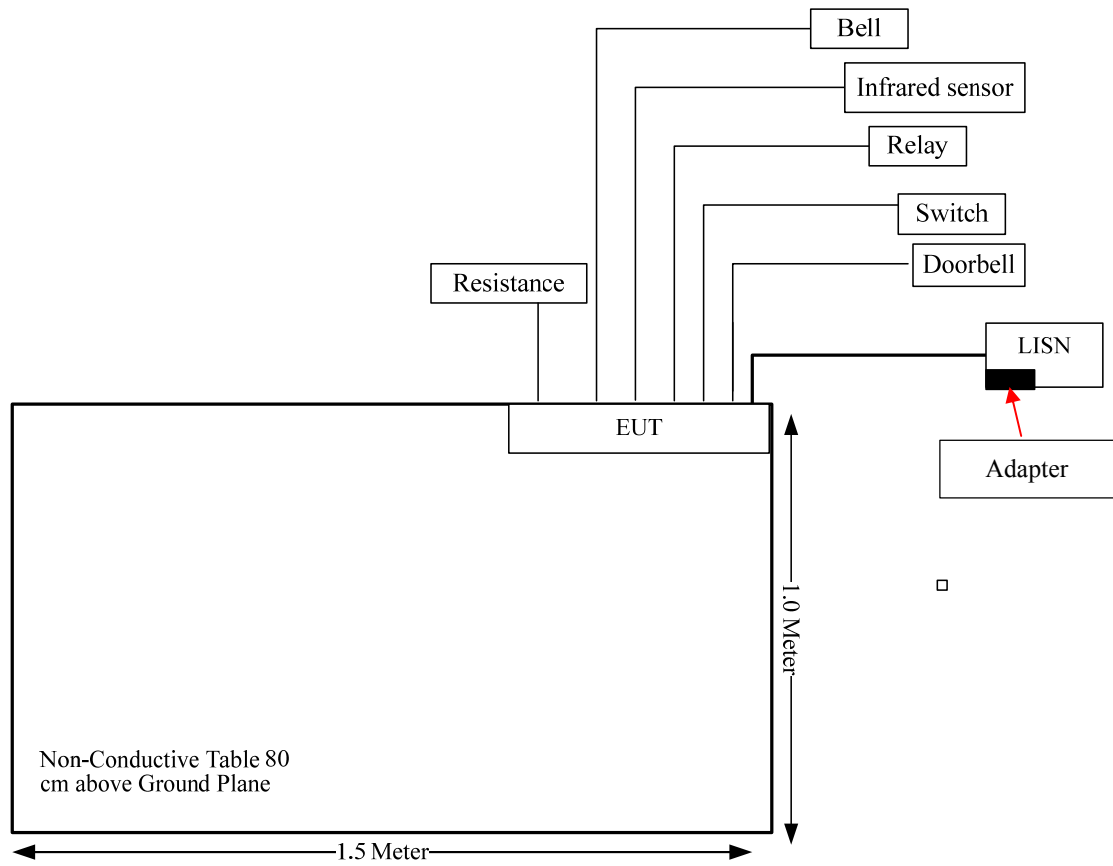 Bell
Infrared sensor
Relay
Switch
Doorbell
Resistance
LISN
EUT
Adapter
1.0 Meter
Non-Conductive Table 80
cm above Ground Plane
1.5 Meter